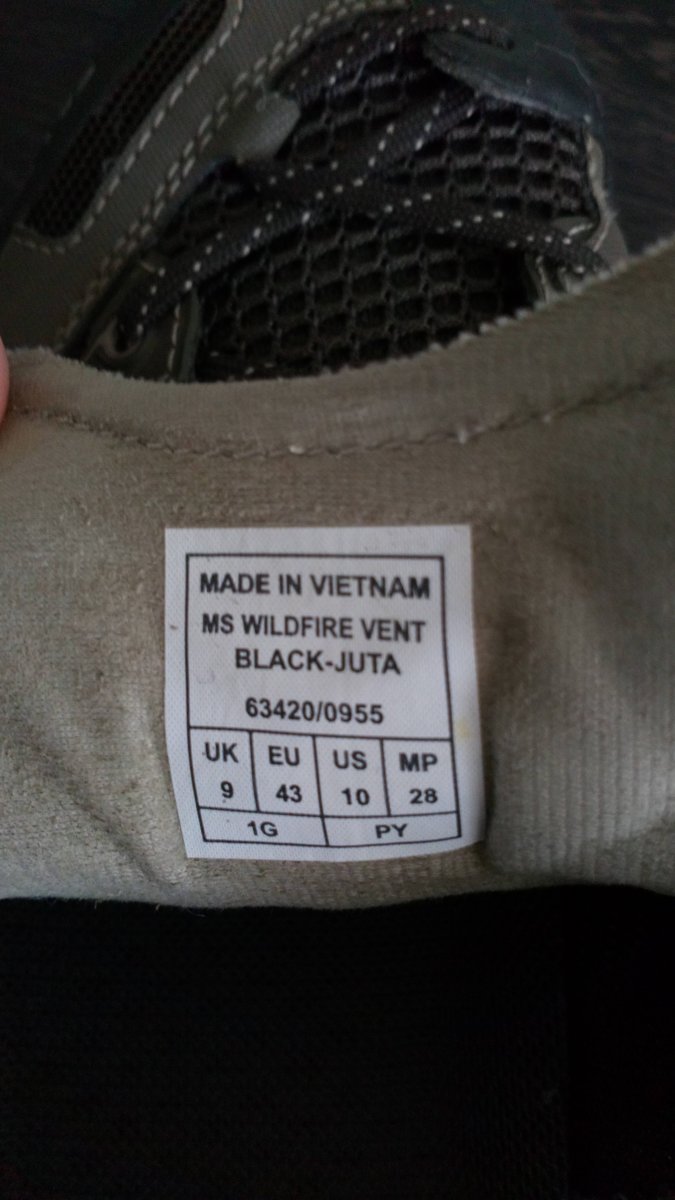 MADE IN VIETNAM
MS WILDFIRE VENT
BLACK-JUTA
63420/0955
UK EU US MP
9 43 10 28
1G PY